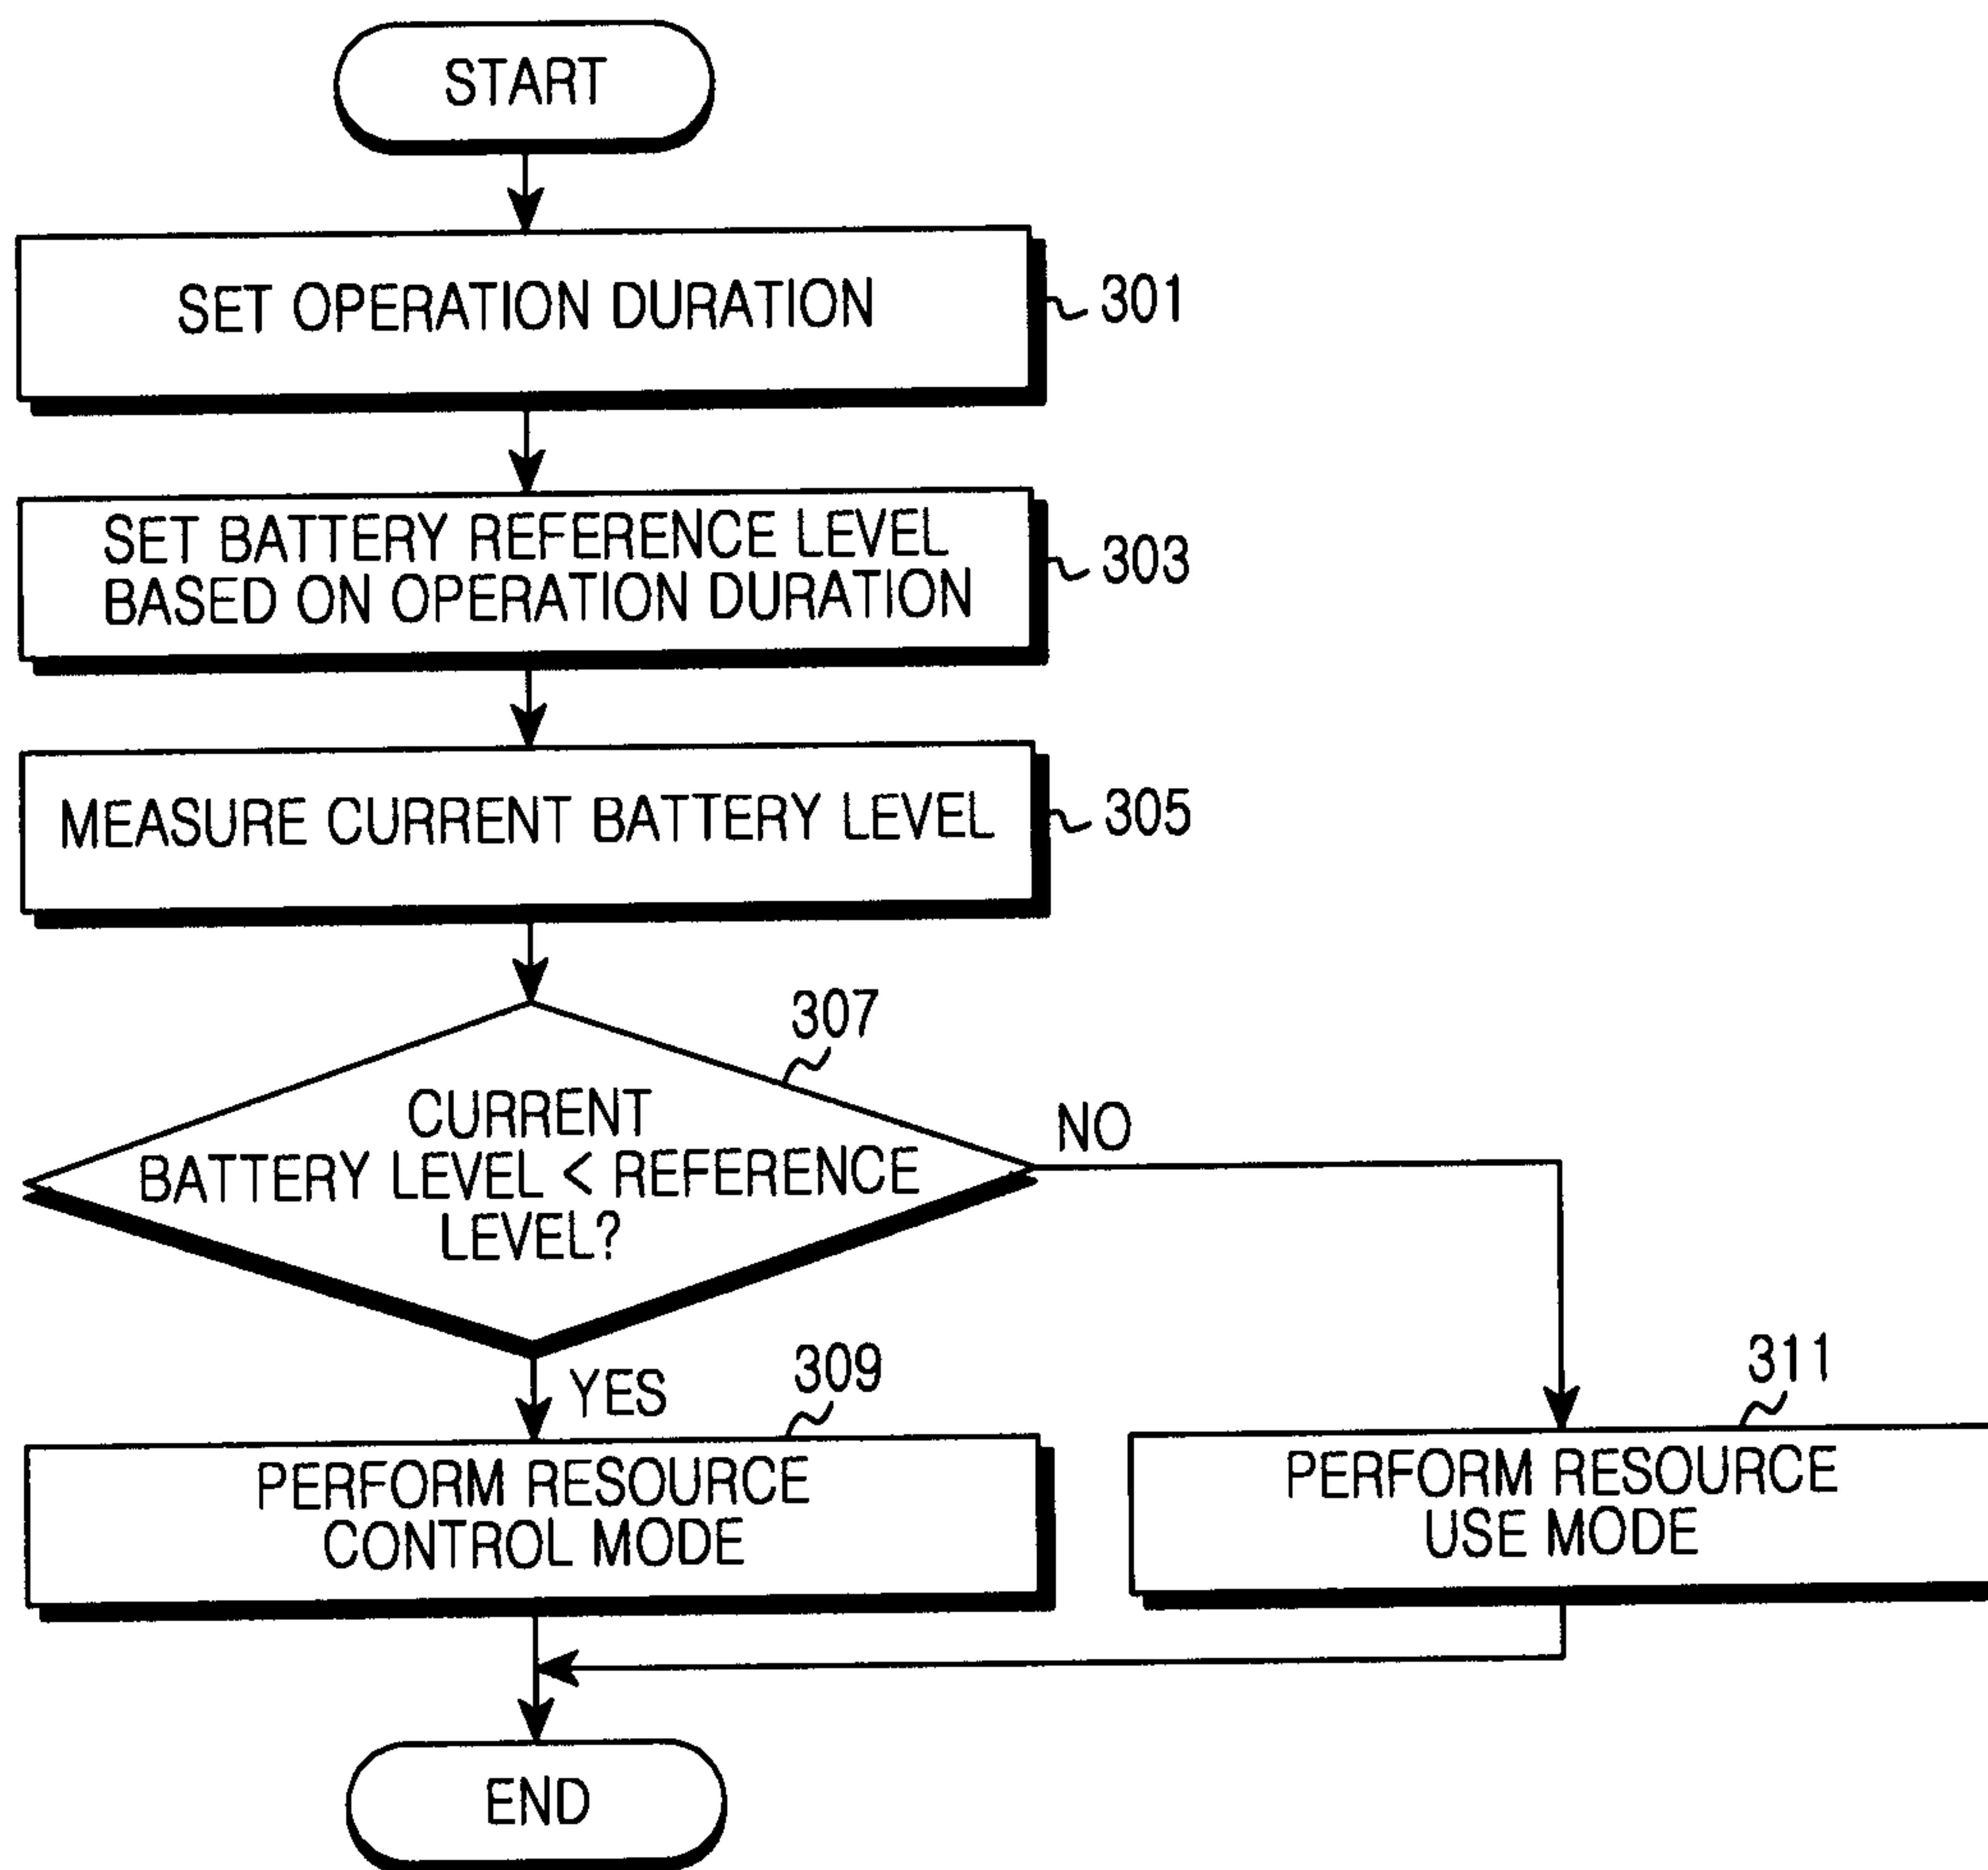 START
SET OPERATION DURATION
301
SET BATTERY REFERENCE LEVEL
BASED ON OPERATION DURATION
303
MEASURE CURRENT BATTERY LEVEL
305
307
CURRENT
BATTERY LEVEL < REFERENCE
LEVEL?
NO
YES
309
311
PERFORM RESOURCE
CONTROL MODE
PERFORM RESOURCE
USE MODE
END